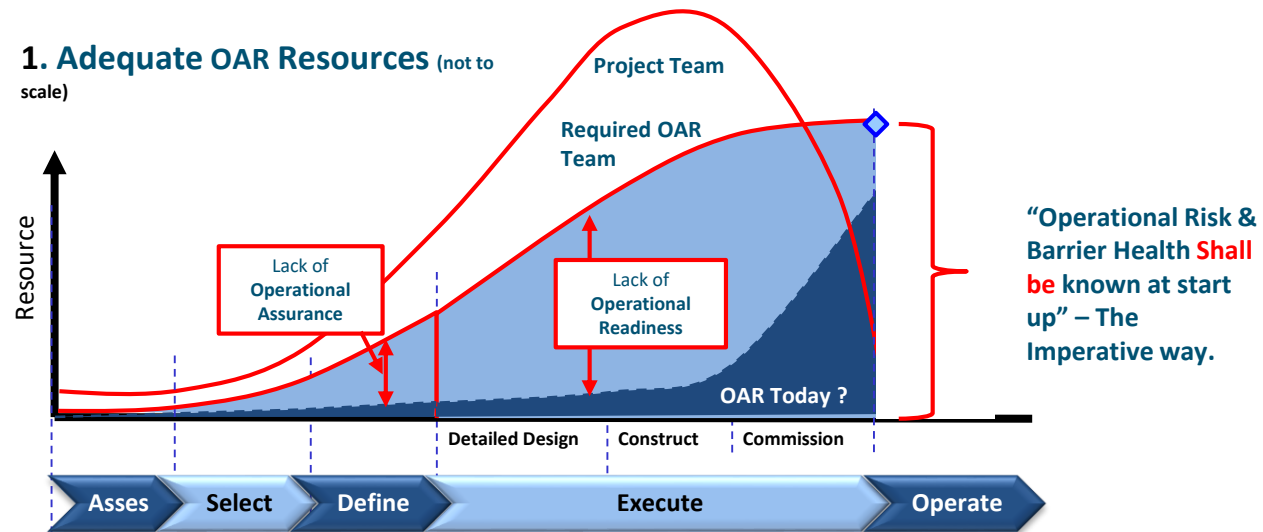 1. Adequate OAR Resources (not to
scale)
Project Team
Required OAR
Team
Resource
Lack of
Operational
Assurance
Lack of
Operational
Readiness
"Operational Risk &
Barrier Health Shall
be known at start
up" – The
Imperative way.
OAR Today ?
Detailed Design
Construct
Commission
Asses
Select
Define
Execute
Operate